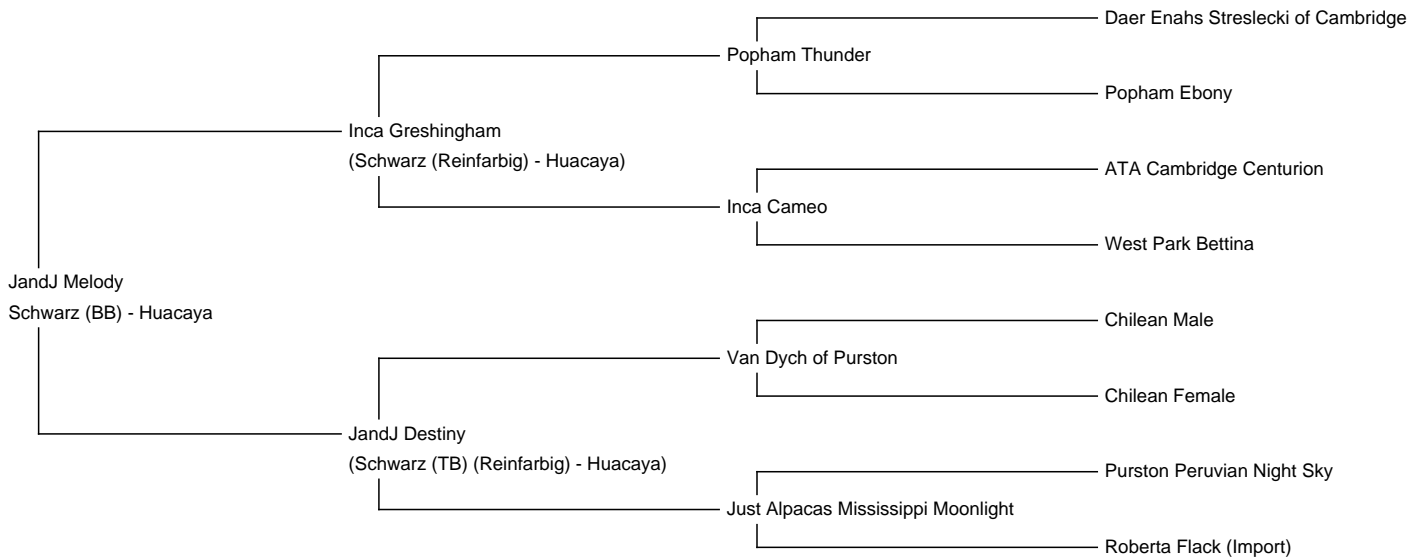 Daer Enahs Streslecki of Cambridge
Popham Thunder
Popham Ebony
Inca Greshingham
(Schwarz (Reinfarbig) - Huacaya)
ATA Cambridge Centurion
Inca Cameo
West Park Bettina
JandJ Melody
Schwarz (BB) - Huacaya
Chilean Male
Van Dych of Purston
Chilean Female
JandJ Destiny
(Schwarz (TB) (Reinfarbig) - Huacaya)
Purston Peruvian Night Sky
Just Alpacas Mississippi Moonlight
Roberta Flack (Import)